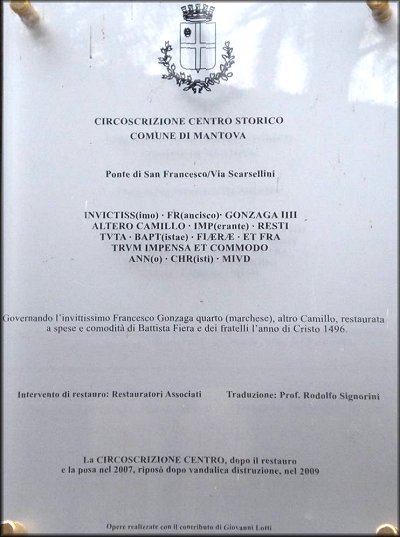 CIRCOSCRIZIONE CENTRO STORICO
COMUNE DI MANTOVA
Ponte di San Francesco/Via Scarsellini
INVICTISS(imo) · FR(ancisco)· GONZAGA IIII
ALTERO CAMILLO · IMP(erante) · RESTI
TVTA · BAPT(istae) · FIÆRÆ · ET FRA
TRVM IMPENSA ET COMMODO
ANN(o) · CHR(isti) · MIVD
Governando l'invittissimo Francesco Gonzaga quarto (marchese), altro Camillo, restaurata
a spese e comodità di Battista Fiera e dei fratelli l'anno di Cristo 1496.
Intervento di restauro: Restauratori Associati Traduzione: Prof. Rodolfo Signorini
La CIRCOSCRIZIONE CENTRO, dopo il restauro
e la posa nel 2007, riposò dopo vandalica distruzione, nel 2009
Opere realizzate con il contributo di Giovanni Lotti